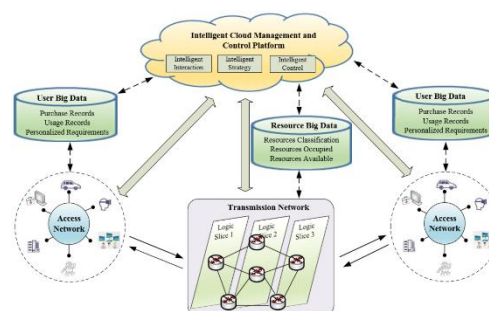 Intelligent Cloud Management and
Control Platform
Intelligent
Interaction
Intelligent
Strategy
Intelligent
Control
User Big Data
Purchase Records
Usage Records
Personalized Requirements
Resource Big Data
Resources Classification
Resources Occupied
Resources Available
User Big Data
Purchase Records
Usage Records
Personalized Requirements
Access
Network
Transmission Network
Logic
Slice 1
Logic
Slice 2
Logic
Slice 3
Access
Network